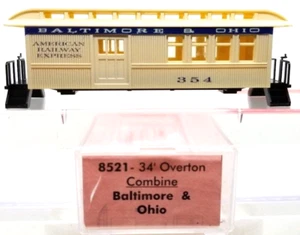 BALTIMORE & OHIO
AMERICAN
RAILWAY
EXPRESS
354
8521- 34' Overton
Combine
Baltimore &
Ohio